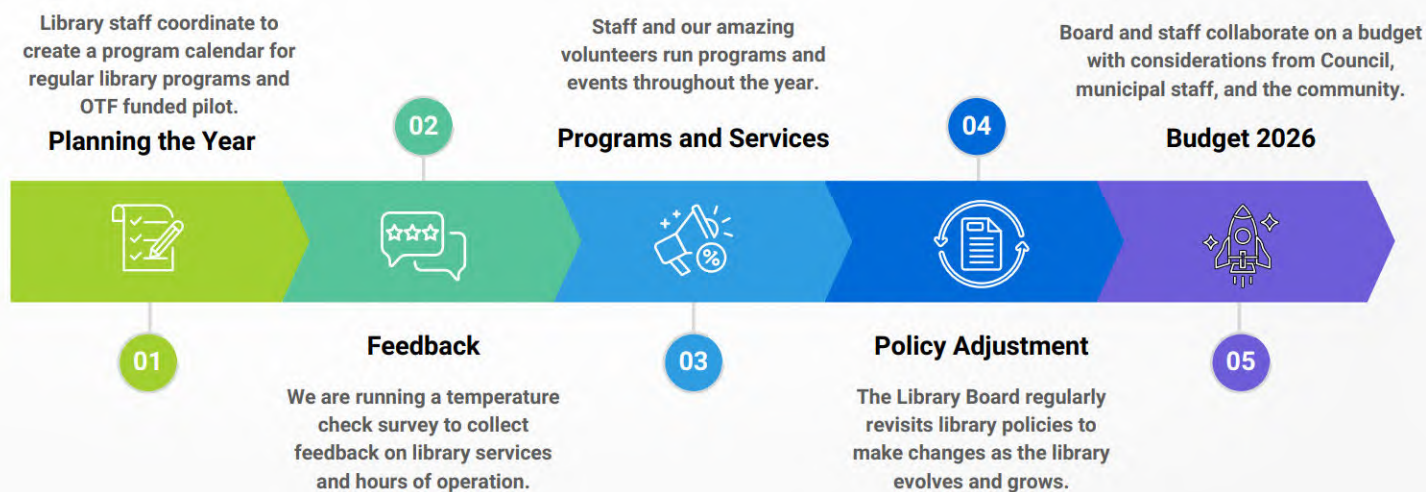 Library staff coordinate to
create a program calendar for
regular library programs and
OTF funded pilot.
Planning the Year
01
02
Feedback
We are running a temperature
check survey to collect
feedback on library services
and hours of operation.
Staff and our amazing
volunteers run programs and
events throughout the year.
Programs and Services
%
03
04
Policy Adjustment
The Library Board regularly
revisits library policies to
make changes as the library
evolves and grows.
Board and staff collaborate on a budget
with considerations from Council,
municipal staff, and the community.
Budget 2026
05